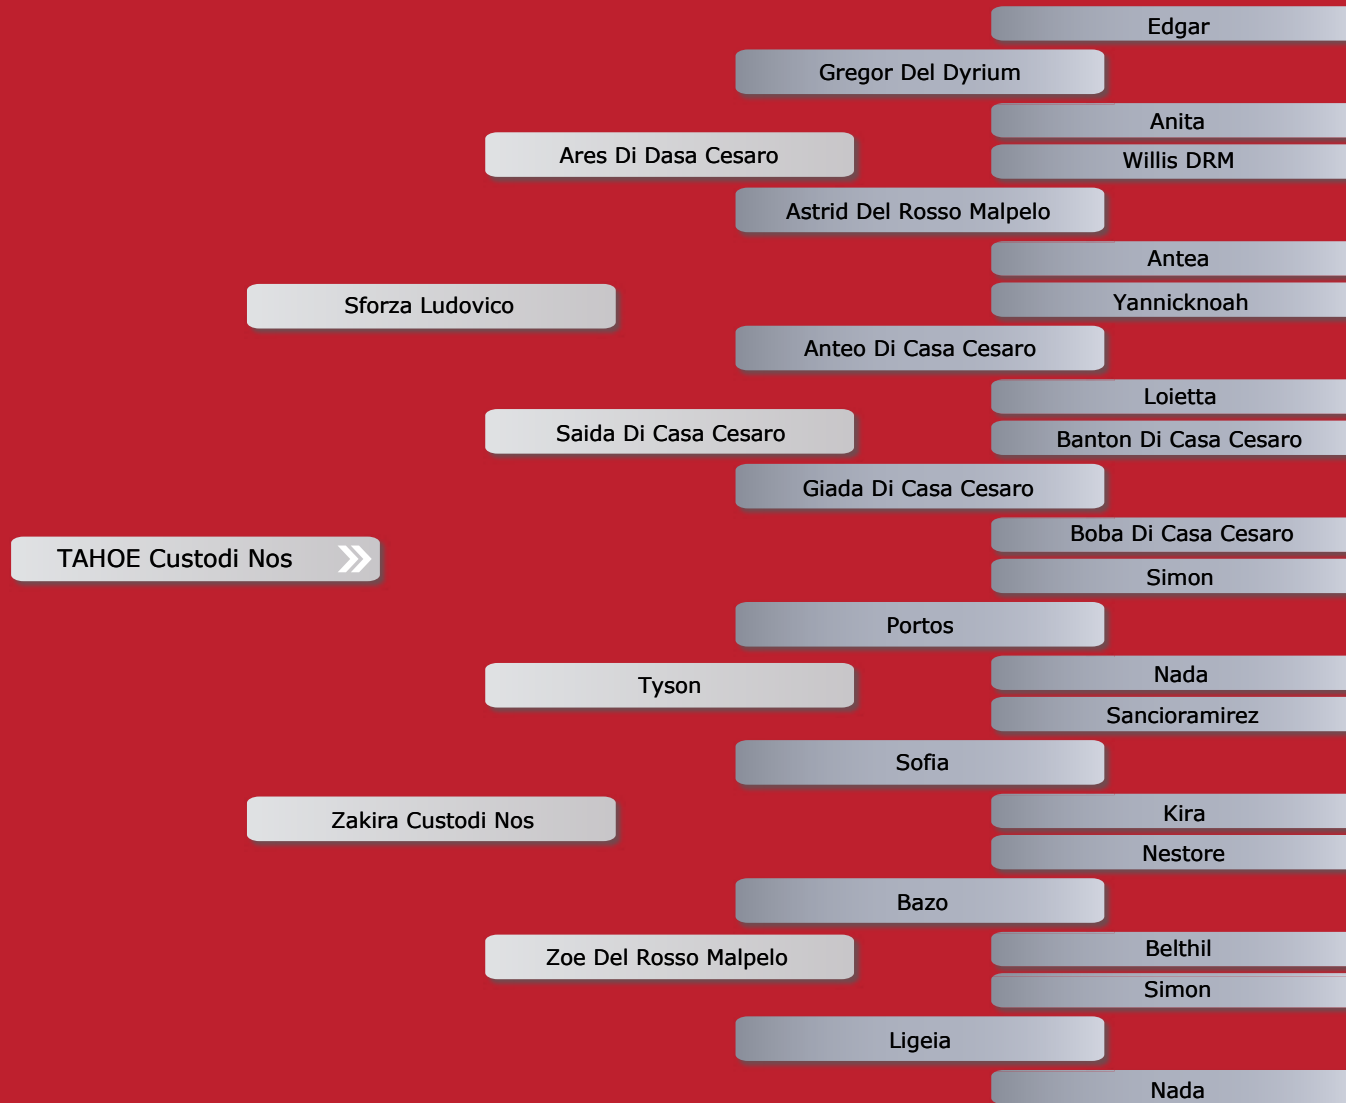 Edgar
Gregor Del Dyrium
Anita
Ares Di Dasa Cesaro
Willis DRM
Astrid Del Rosso Malpelo
Antea
Sforza Ludovico
Yannicknoah
Anteo Di Casa Cesaro
Loietta
Saida Di Casa Cesaro
Banton Di Casa Cesaro
Giada Di Casa Cesaro
Boba Di Casa Cesaro
TAHOE Custodi Nos
Simon
Portos
Nada
Tyson
Sancioramirez
Sofia
Kira
Zakira Custodi Nos
Nestore
Bazo
Belthil
Zoe Del Rosso Malpelo
Simon
Ligeia
Nada